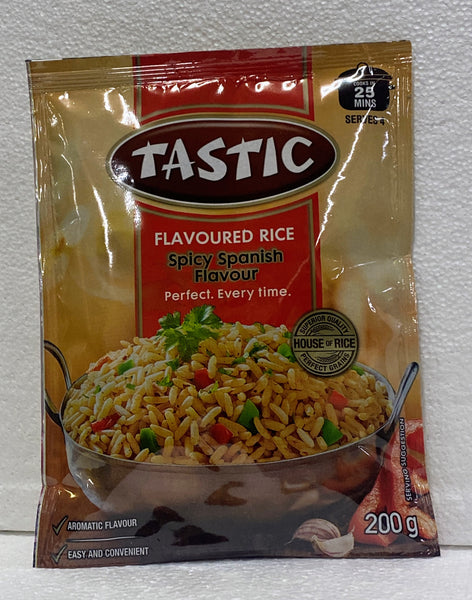 COOKS IN
25
MINS
SERVES 4
TASTIC
FLAVOURED RICE
Spicy Spanish
Flavour
Perfect. Every time.
SUPERIOR QUALITY
HOUSE OF RICE
PERFECT GRAINS
SERVING SUGGESTION
AROMATIC FLAVOUR
EASY AND CONVENIENT
200 g